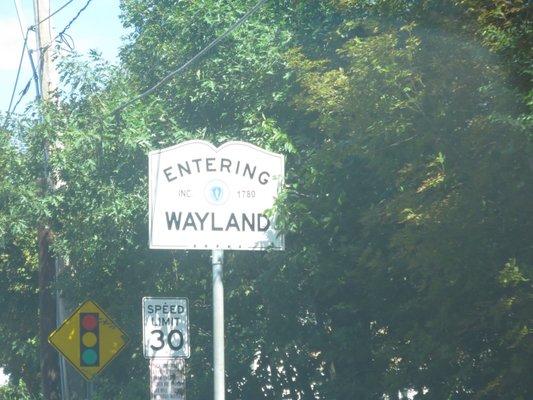 ENTERING
INC 1780
WAYLAND
SPEED
LIMIT
30